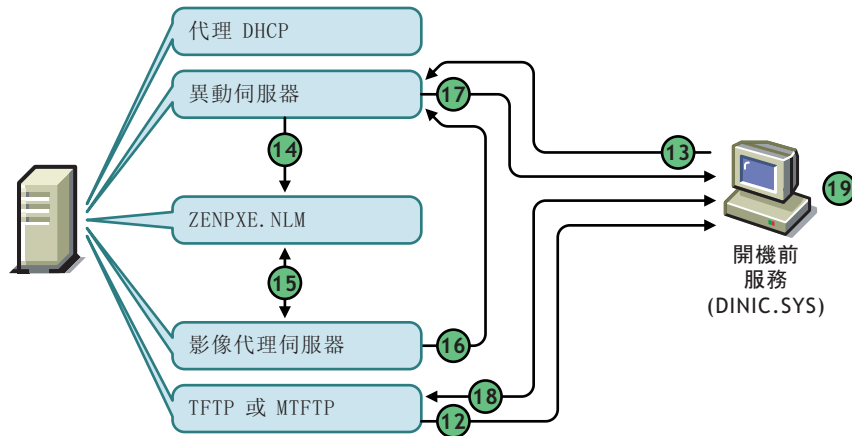 代理 DHCP
異動伺服器
17
13
14
19
ZENPXE.NLM
開機前
服務
(DINIC.SYS)
15
影像代理伺服器
16
18
TFTP 或 MTFTP
12